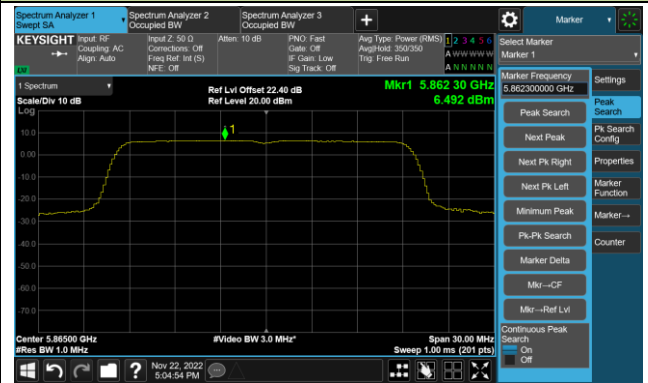 Spectrum Analyzer 1
Swept SA
Spectrum Analyzer 2
Occupied BW
Spectrum Analyzer 3
Occupied BW
Marker
KEYSIGHT
Input: RF
Coupling: AC
Align: Auto
Input Z: 50 Ω
Corrections: Off
Freq Ref: Int (S)
NFE: Off
Atten: 10 dB
PNO: Fast
Gate: Off
IF Gain: Low
Sig Track: Off
Avg Type: Power (RMS)
Avg|Hold: 350/350
Trig: Free Run
1 2 3 4 5 6
A W W W W W
A N N N N N
Select Marker
Marker 1
1 Spectrum
Scale/Div 10 dB
Log
Ref Lvl Offset 22.40 dB
Ref Level 20.00 dBm
Mkr1 5.862 30 GHz
6.492 dBm
1
10.0
0.00
-10.0
-20.0
-30.0
-40.0
-50.0
-60.0
-70.0
Center 5.86500 GHz
#Res BW 1.0 MHz
#Video BW 3.0 MHz*
Span 30.00 MHz
Sweep 1.00 ms (201 pts)
Marker Frequency
5.862300000 GHz
Peak Search
Next Peak
Next Pk Right
Next Pk Left
Minimum Peak
Pk-Pk Search
Marker Delta
Mkr→CF
Mkr→Ref Lvl
Continuous Peak
Search
On
Off
Settings
Peak
Search
Pk Search
Config
Properties
Marker
Function
Marker→
Counter
Nov 22, 2022
5:04:54 PM